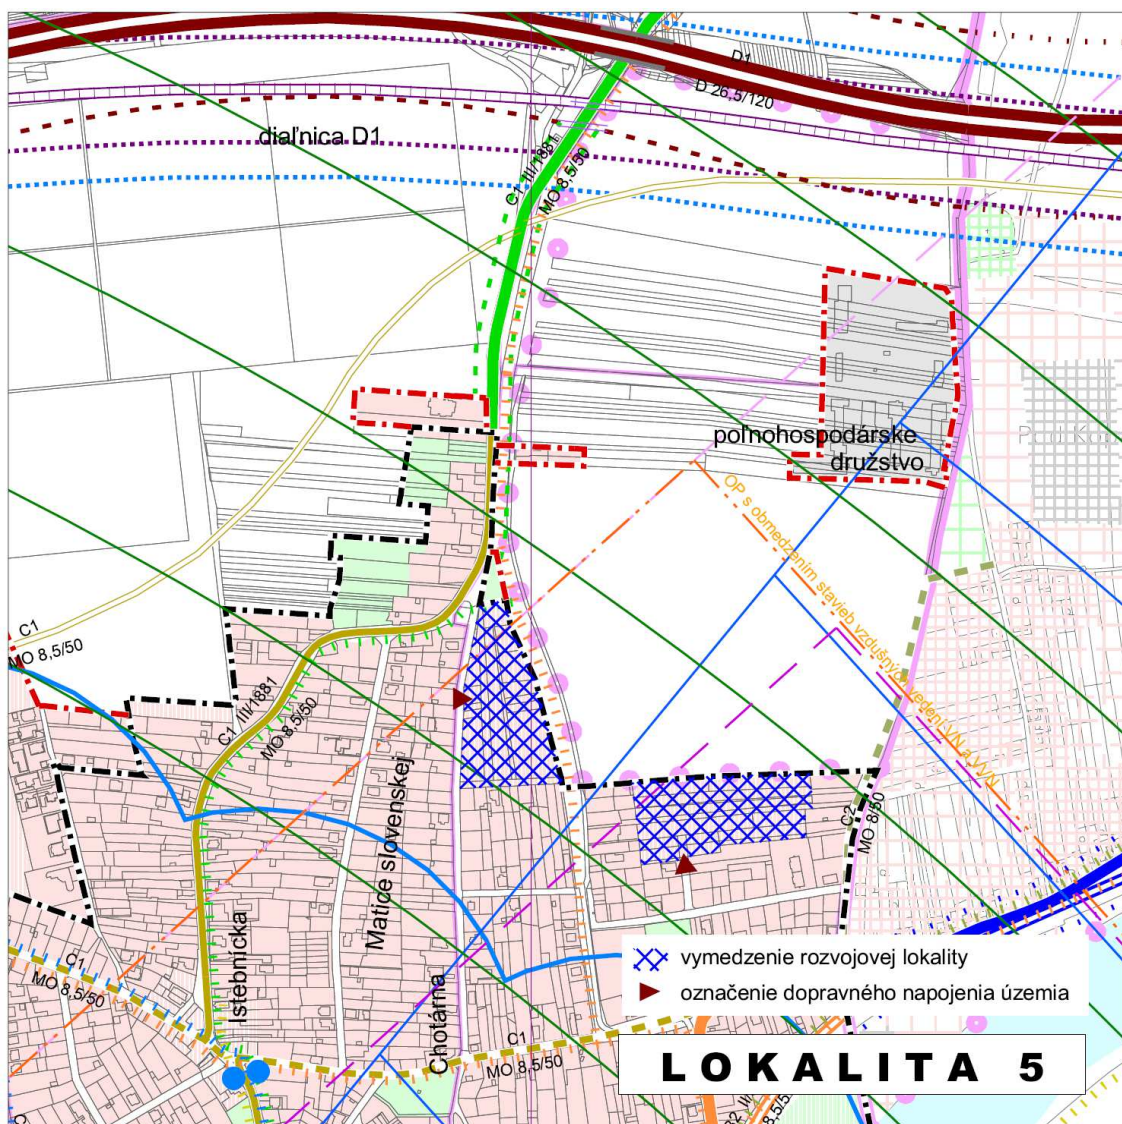 D1
D 26,5/120
diaľnica D1
C1 III/1881
MO 8,5/50
poľnohospodárske
družstvo
OP s obmedzením stavieb vzdušných vedení VN a VVN
C1
MO 8,5/50
C1 III/1881
MO 8,5/50
Matice slovenskej
C2
MO 8/50
Istebnícka
Chotárna
C1
MO 8,5/50
vymedzenie rozvojovej lokality
označenie dopravného napojenia územia
C1
MO 8,5/50
LOKALITA 5